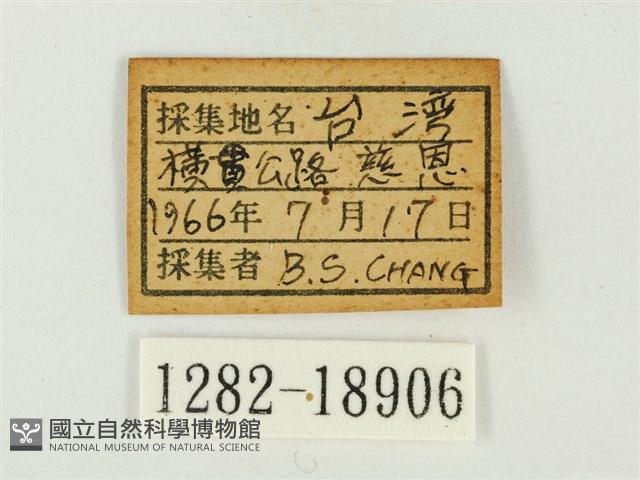 採集地名 台湾
横貫公路 慈恩
1966年 7月17日
採集者 B.S. CHANG
1282-18906
國立自然科學博物館
NATIONAL MUSEUM OF NATURAL SCIENCE